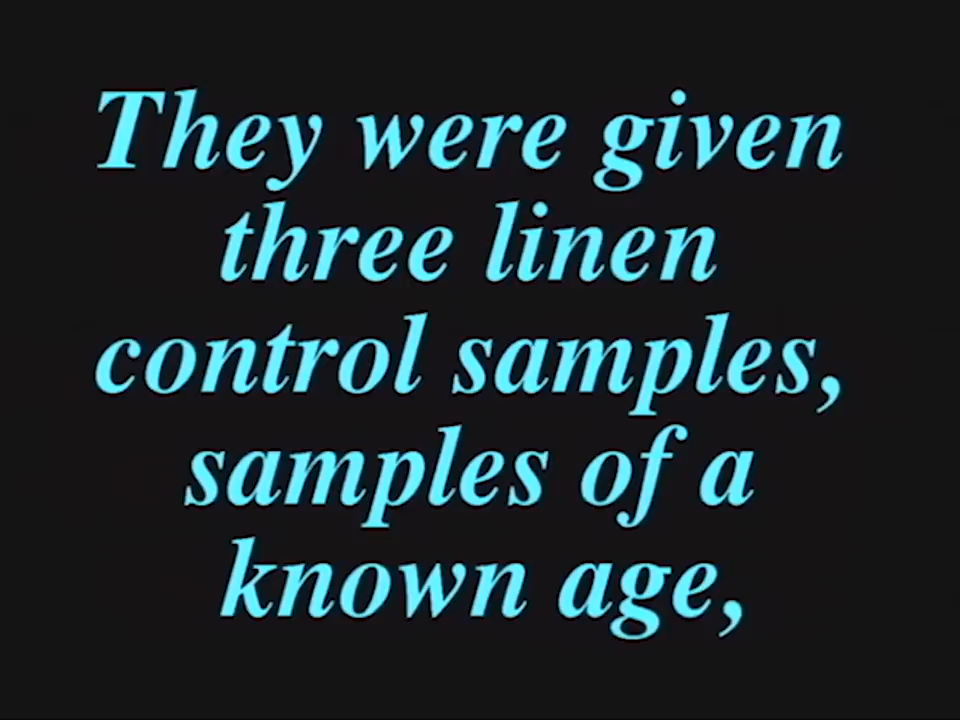 They were given
three linen
control samples,
samples of a
known age,